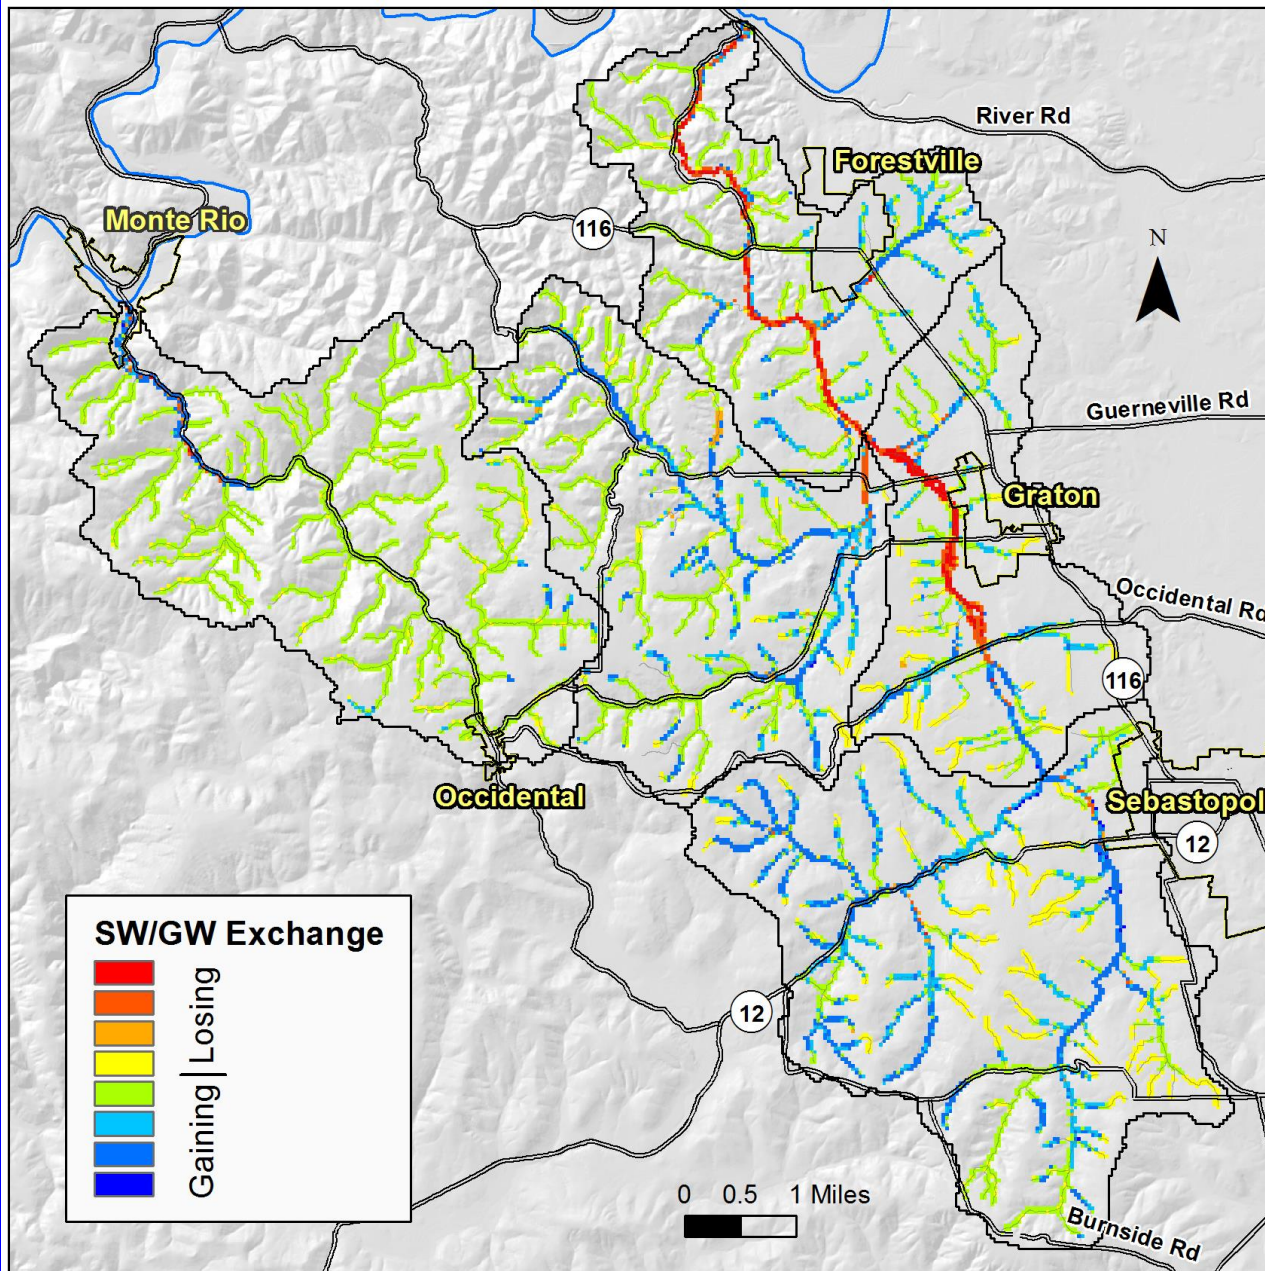 River Rd
Forestville
Monte Rio
116
N
Guerneville Rd
Graton
Occidental Rd
116
Occidental
Sebastopol
12
SW/GW Exchange
Gaining | Losing
12
0 0.5 1 Miles
Burnside Rd